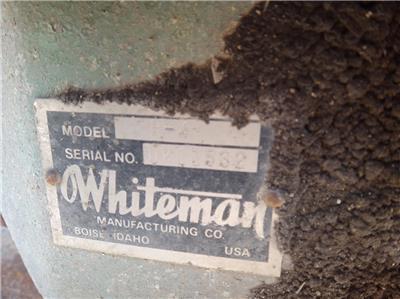 MODEL
SERIAL NO.
Whiteman
MANUFACTURING CO.
BOISE IDAHO
USA